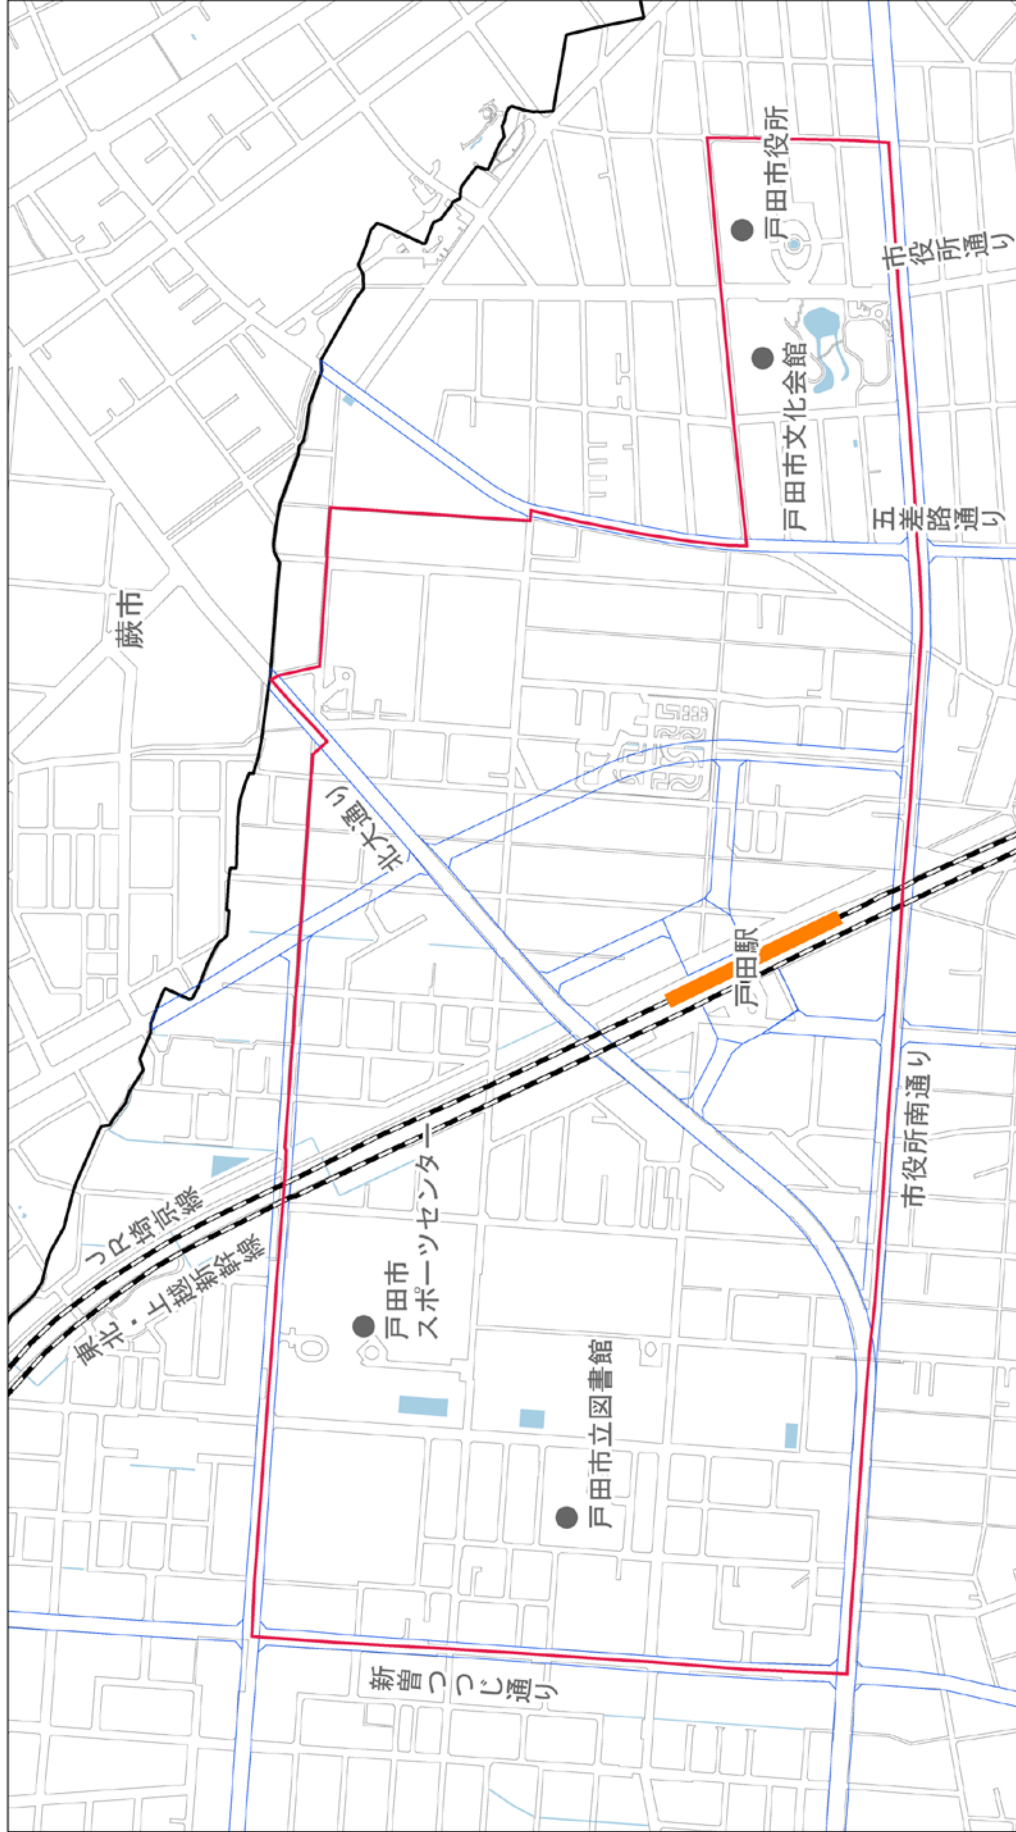 蕨市
JR埼京線
東北・上越新幹線
北大通り
戸田市
スポーツセンター
戸田市立図書館
新曽つつじ通り
戸田駅
市役所南通り
五差路通り
戸田市文化会館
戸田市役所
市役所通り